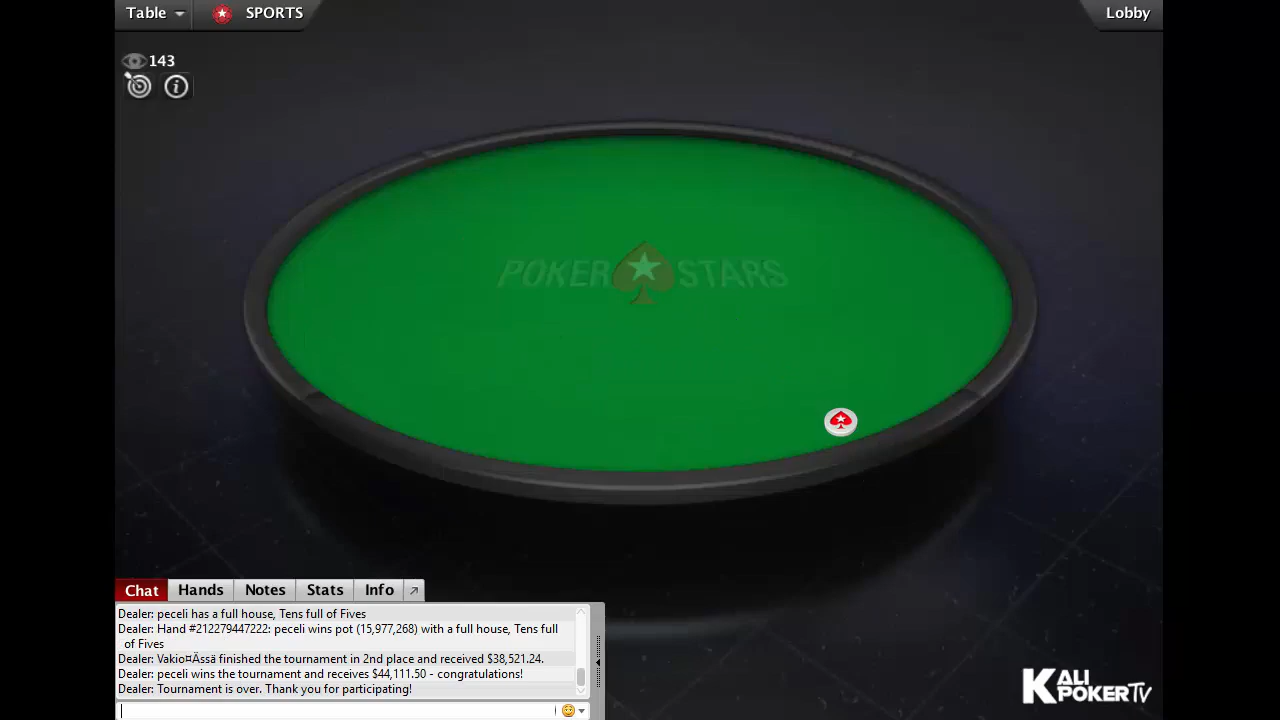 Table
SPORTS
Lobby
143
POKER STARS
Chat
Hands
Notes
Stats
Info
Dealer: peceli has a full house, Tens full of Fives
Dealer: Hand #212279447222: peceli wins pot (15,977,268) with a full house, Tens full
of Fives
Dealer: Vakio¤Ässä finished the tournament in 2nd place and received $38,521.24.
Dealer: peceli wins the tournament and receives $44,111.50 - congratulations!
Dealer: Tournament is over. Thank you for participating!
KALI
POKERTV